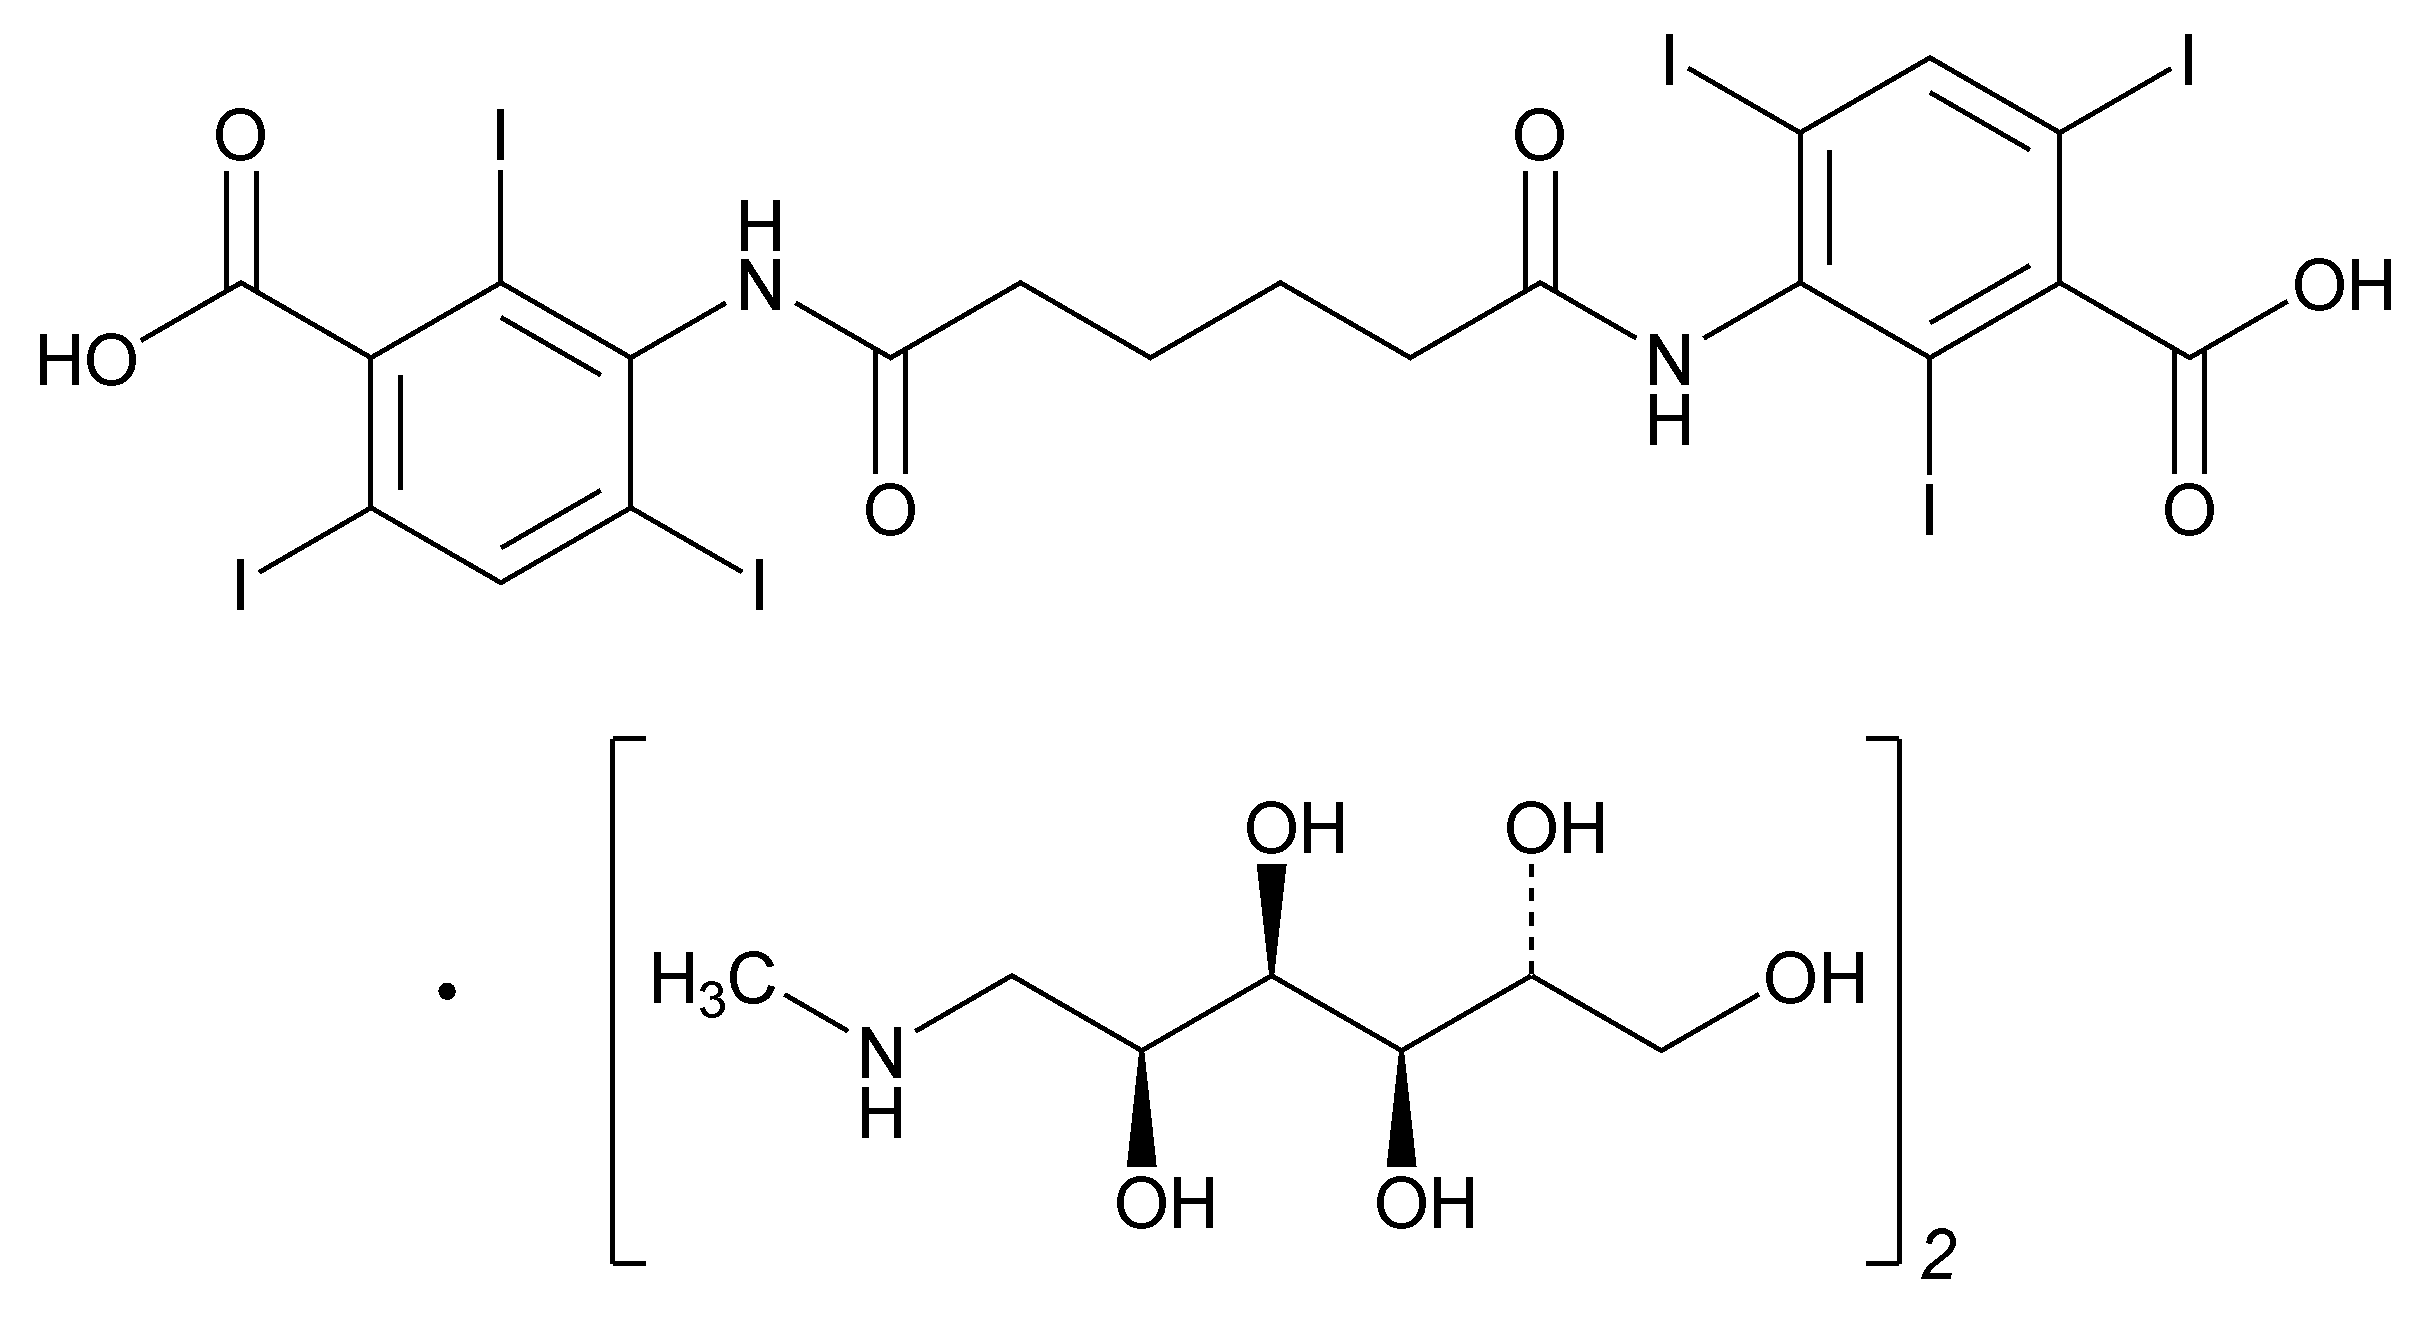 I I
O I O
H
N
OH
HO N
H
I I O I O
OH OH
H₃C OH
N
H
OH OH
2